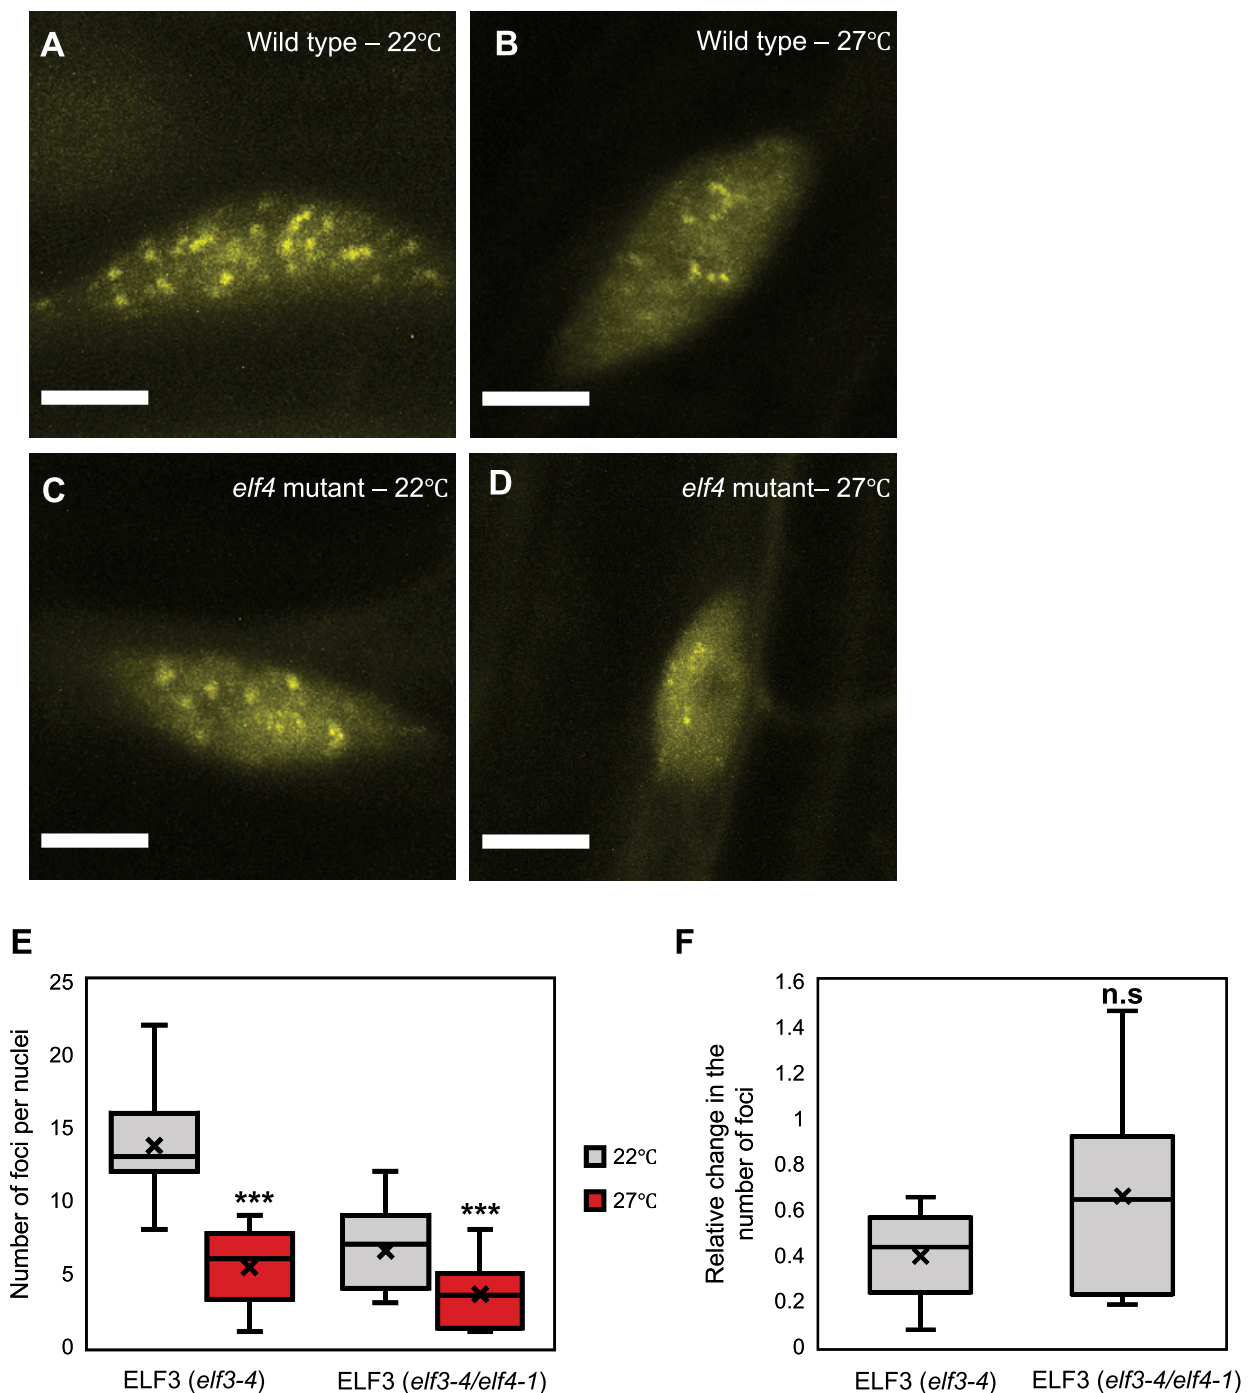 A
Wild type – 22℃
B
Wild type – 27℃
C
elf4 mutant – 22℃
D
elf4 mutant– 27℃
E
Number of foci per nuclei
25
20
15
10
5
0
***
***
ELF3 (elf3-4)
ELF3 (elf3-4/elf4-1)
22℃
27℃
F
Relative change in the
number of foci
1.6
1.4
1.2
1
0.8
0.6
0.4
0.2
0
n.s
ELF3 (elf3-4)
ELF3 (elf3-4/elf4-1)